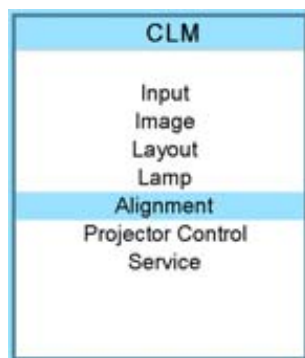 CLM
Input
Image
Layout
Lamp
Alignment
Projector Control
Service